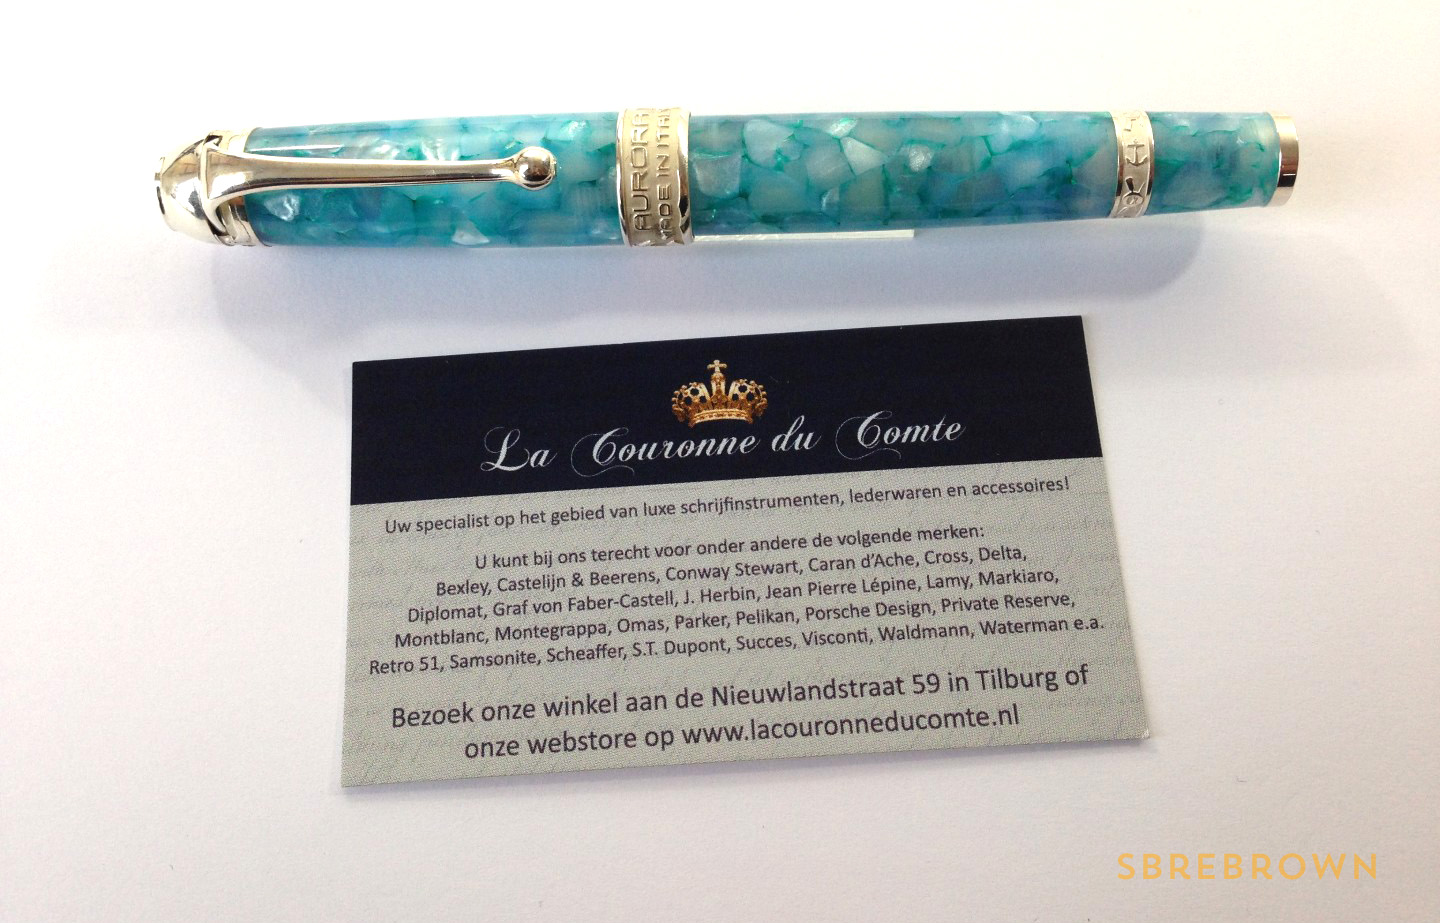 AURORA
MADE IN ITALY
La Couronne du Comte
Uw specialist op het gebied van luxe schrijfinstrumenten, lederwaren en accessoires!
U kunt bij ons terecht voor onder andere de volgende merken:
Bexley, Castelijn & Beerens, Conway Stewart, Caran d'Ache, Cross, Delta,
Diplomat, Graf von Faber-Castell, J. Herbin, Jean Pierre Lépine, Lamy, Markiaro,
Montblanc, Montegrappa, Omas, Parker, Pelikan, Porsche Design, Private Reserve,
Retro 51, Samsonite, Scheaffer, S.T. Dupont, Succes, Visconti, Waldmann, Waterman e.a.
Bezoek onze winkel aan de Nieuwlandstraat 59 in Tilburg of
onze webstore op www.lacouronneducomte.nl
SBREBROWN